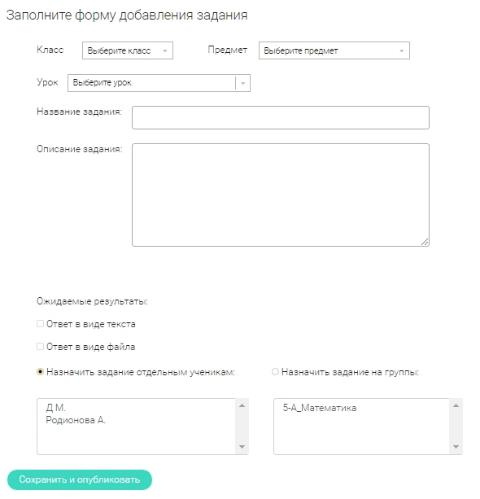 Заполните форму добавления задания
Класс Выберите класс Предмет Выберите предмет
Урок Выберите урок
Название задания:
Описание задания:
Ожидаемые результаты:
Ответ в виде текста
Ответ в виде файла
Назначить задание отдельным ученикам: Назначить задание на группы:
Д М. 5-А_Математика
Родионова А.
Сохранить и опубликовать